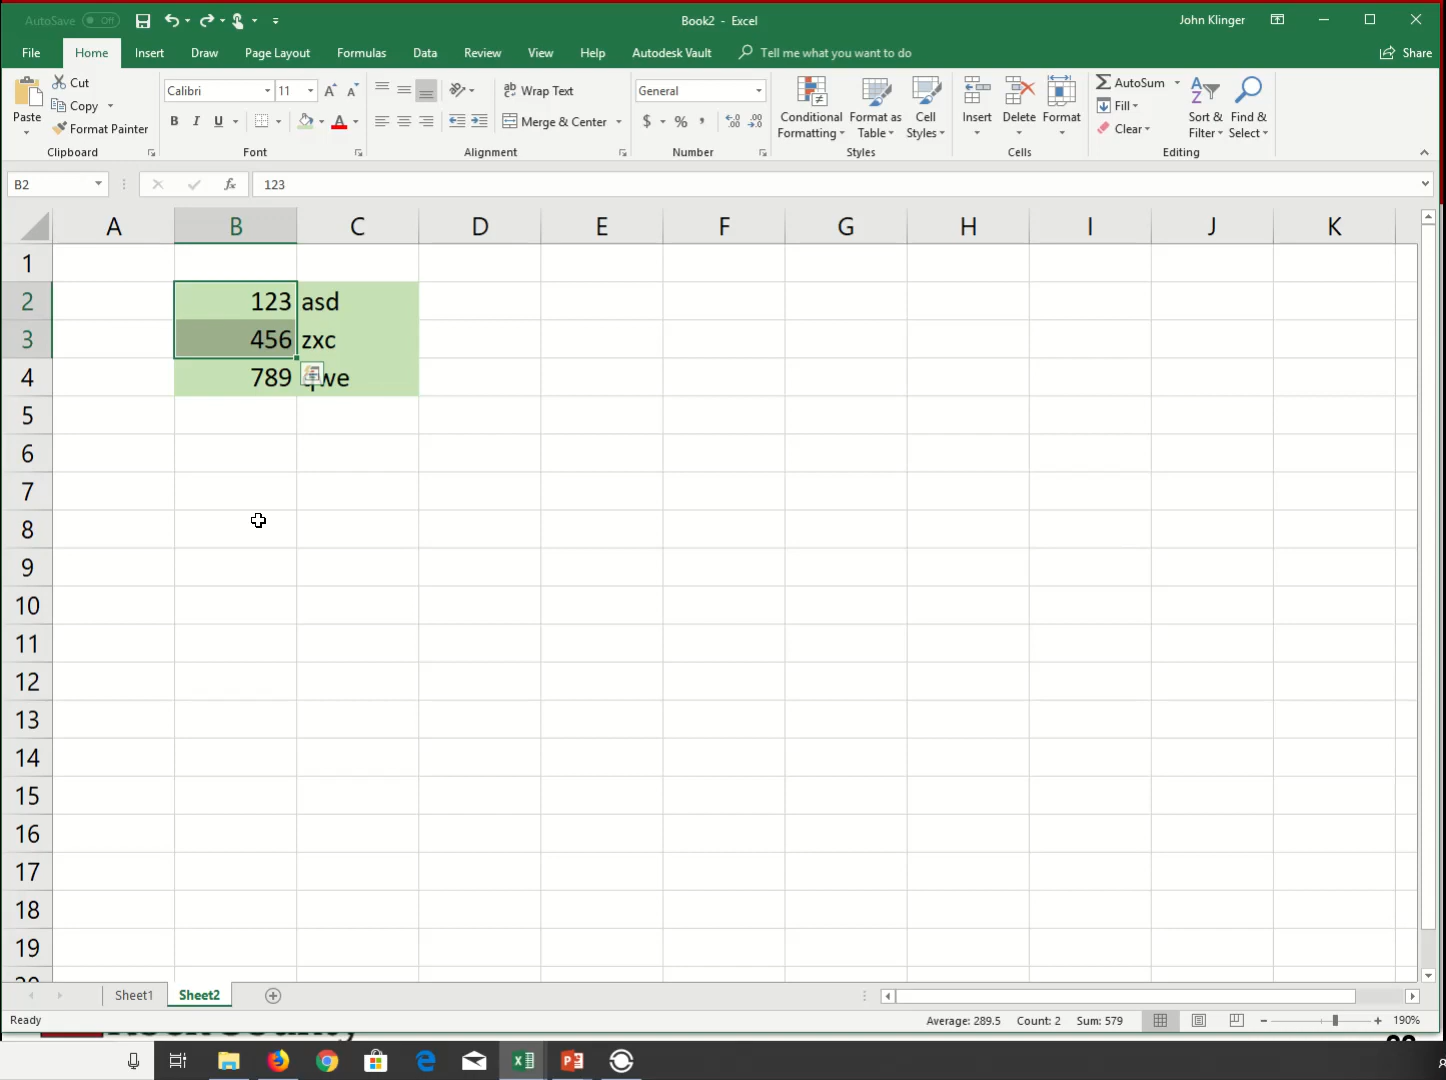 AutoSave Off Book2 - Excel John Klinger
File Home Insert Draw Page Layout Formulas Data Review View Help Autodesk Vault Tell me what you want to do Share
Cut
Copy
Format Painter
Paste
Clipboard
Calibri 11
B I U
Font
Wrap Text
Merge & Center
Alignment
General
$ % ,
Number
Conditional Formatting
Format as Table
Cell Styles
Styles
Insert Delete Format
Cells
AutoSum
Fill
Clear
Sort & Filter
Find & Select
Editing
B2 fx 123
A B C D E F G H I J K
1
2 123 asd
3 456 zxc
4 789 qwe
5
6
7
8
9
10
11
12
13
14
15
16
17
18
19
Sheet1 Sheet2
Ready Average: 289.5 Count: 2 Sum: 579 190%